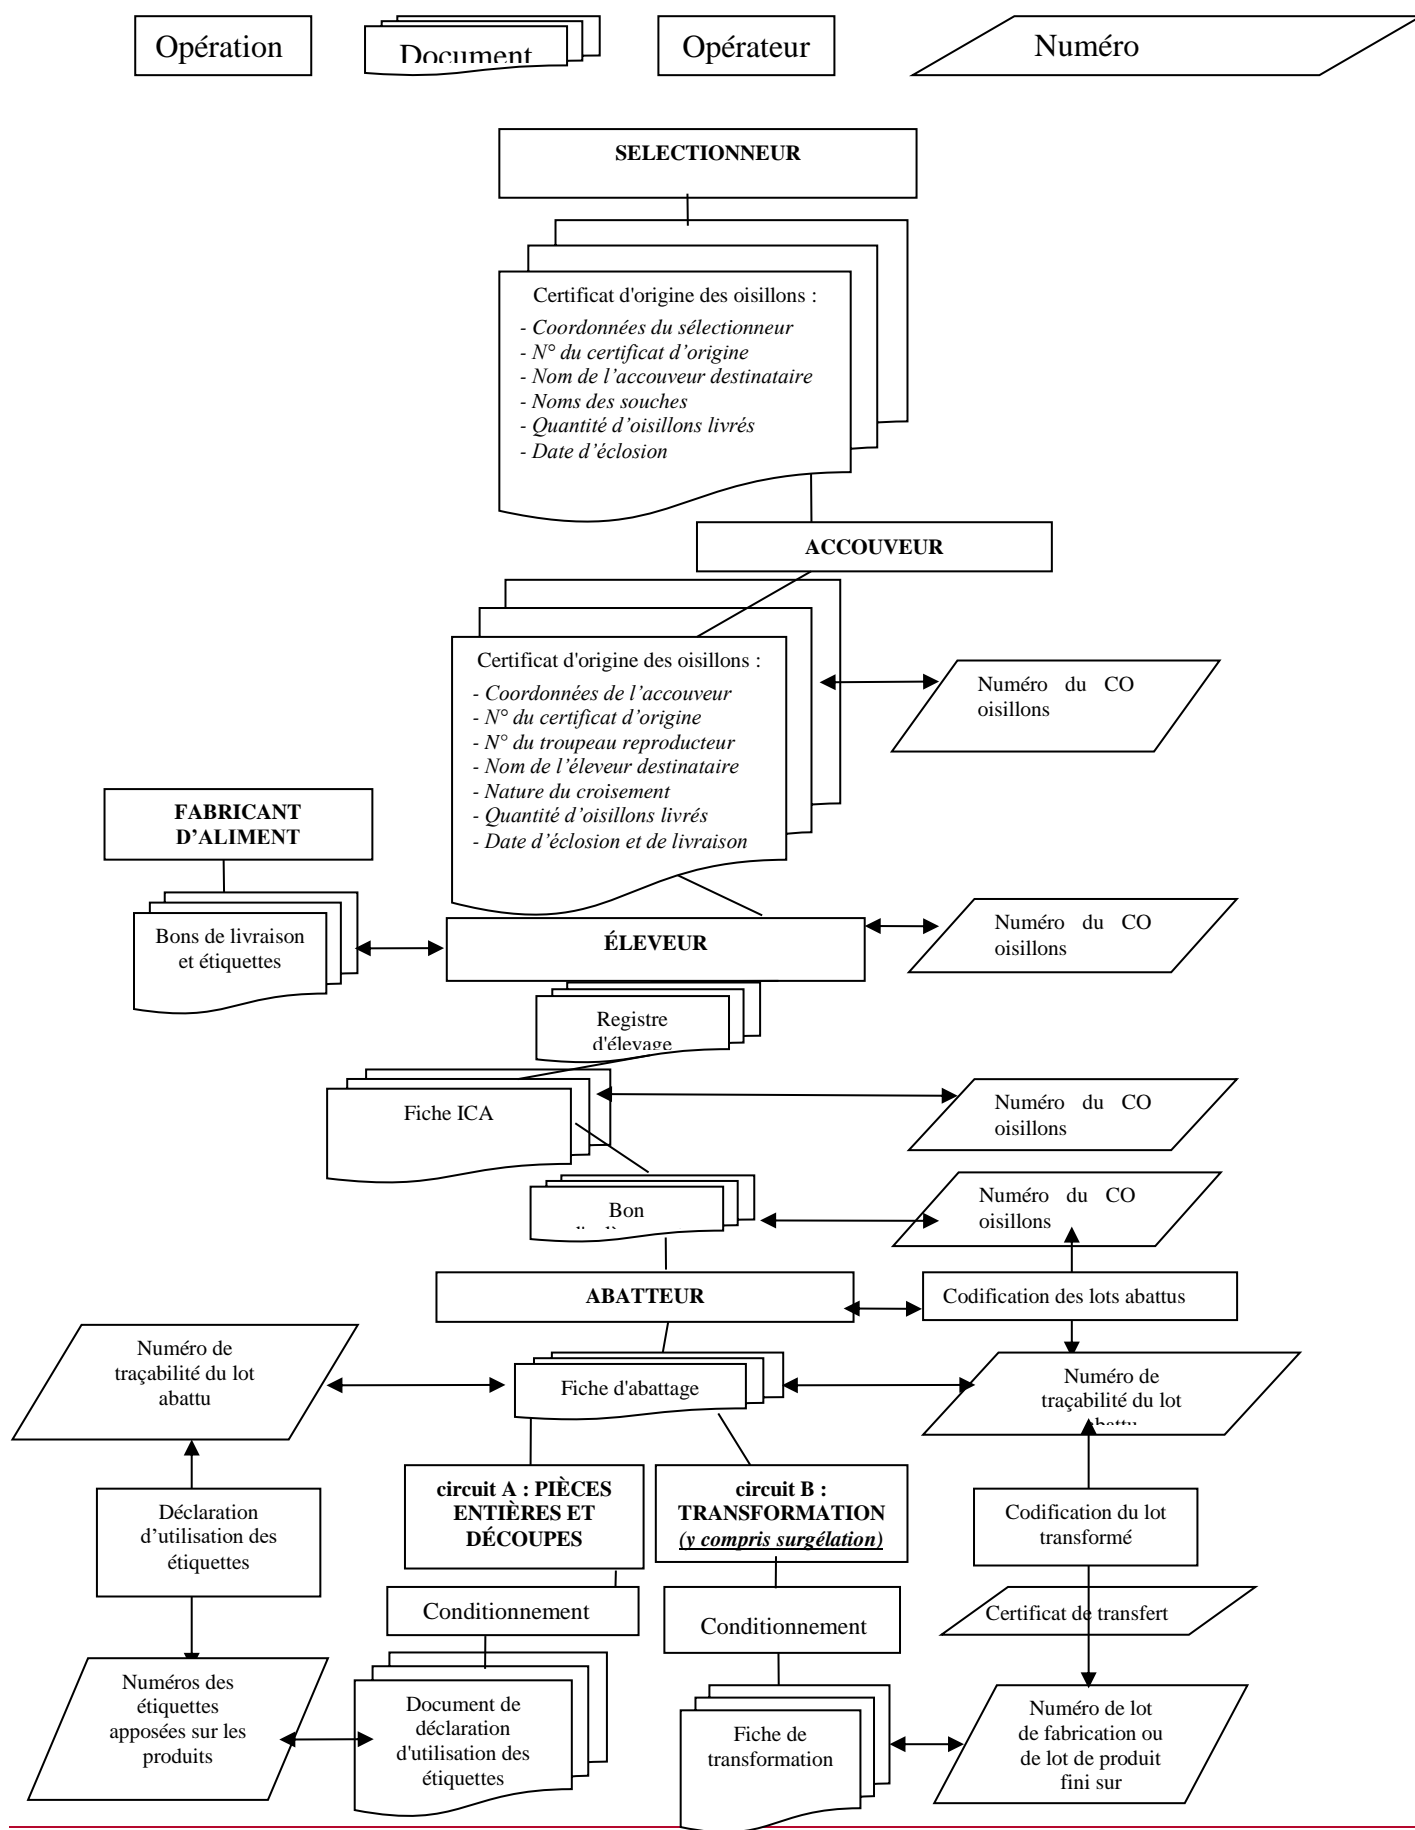 Opération
Document
Opérateur
Numéro
SELECTIONNEUR
Certificat d'origine des oisillons :
- Coordonnées du sélectionneur
- N° du certificat d’origine
- Nom de l’accouveur destinataire
- Noms des souches
- Quantité d’oisillons livrés
- Date d’éclosion
ACCOUVEUR
Certificat d'origine des oisillons :
- Coordonnées de l’accouveur
- N° du certificat d’origine
- N° du troupeau reproducteur
- Nom de l’éleveur destinataire
- Nature du croisement
- Quantité d’oisillons livrés
- Date d’éclosion et de livraison
Numéro du CO
oisillons
FABRICANT
D’ALIMENT
Bons de livraison
et étiquettes
ÉLEVEUR
Numéro du CO
oisillons
Registre
d'élevage
Fiche ICA
Numéro du CO
oisillons
Bon
Numéro du CO
oisillons
ABATTEUR
Codification des lots abattus
Numéro de
traçabilité du lot
abattu
Fiche d'abattage
Numéro de
traçabilité du lot
abattu
circuit A : PIÈCES
ENTIÈRES ET
DÉCOUPES
circuit B :
TRANSFORMATION
(y compris surgélation)
Déclaration
d’utilisation des
étiquettes
Codification du lot
transformé
Conditionnement
Conditionnement
Certificat de transfert
Numéros des
étiquettes
apposées sur les
produits
Document de
déclaration
d'utilisation des
étiquettes
Fiche de
transformation
Numéro de lot
de fabrication ou
de lot de produit
fini sur